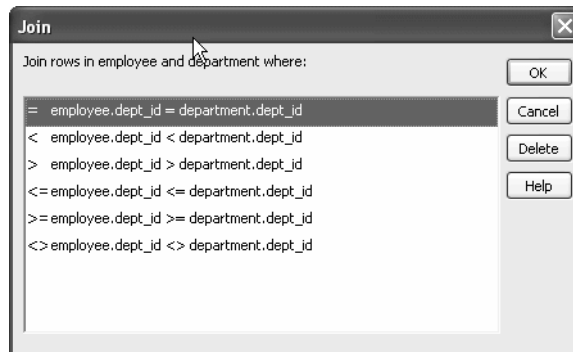 Join
Join rows in employee and department where:
= employee.dept_id = department.dept_id
< employee.dept_id < department.dept_id
> employee.dept_id > department.dept_id
<= employee.dept_id <= department.dept_id
>= employee.dept_id >= department.dept_id
<> employee.dept_id <> department.dept_id
OK
Cancel
Delete
Help